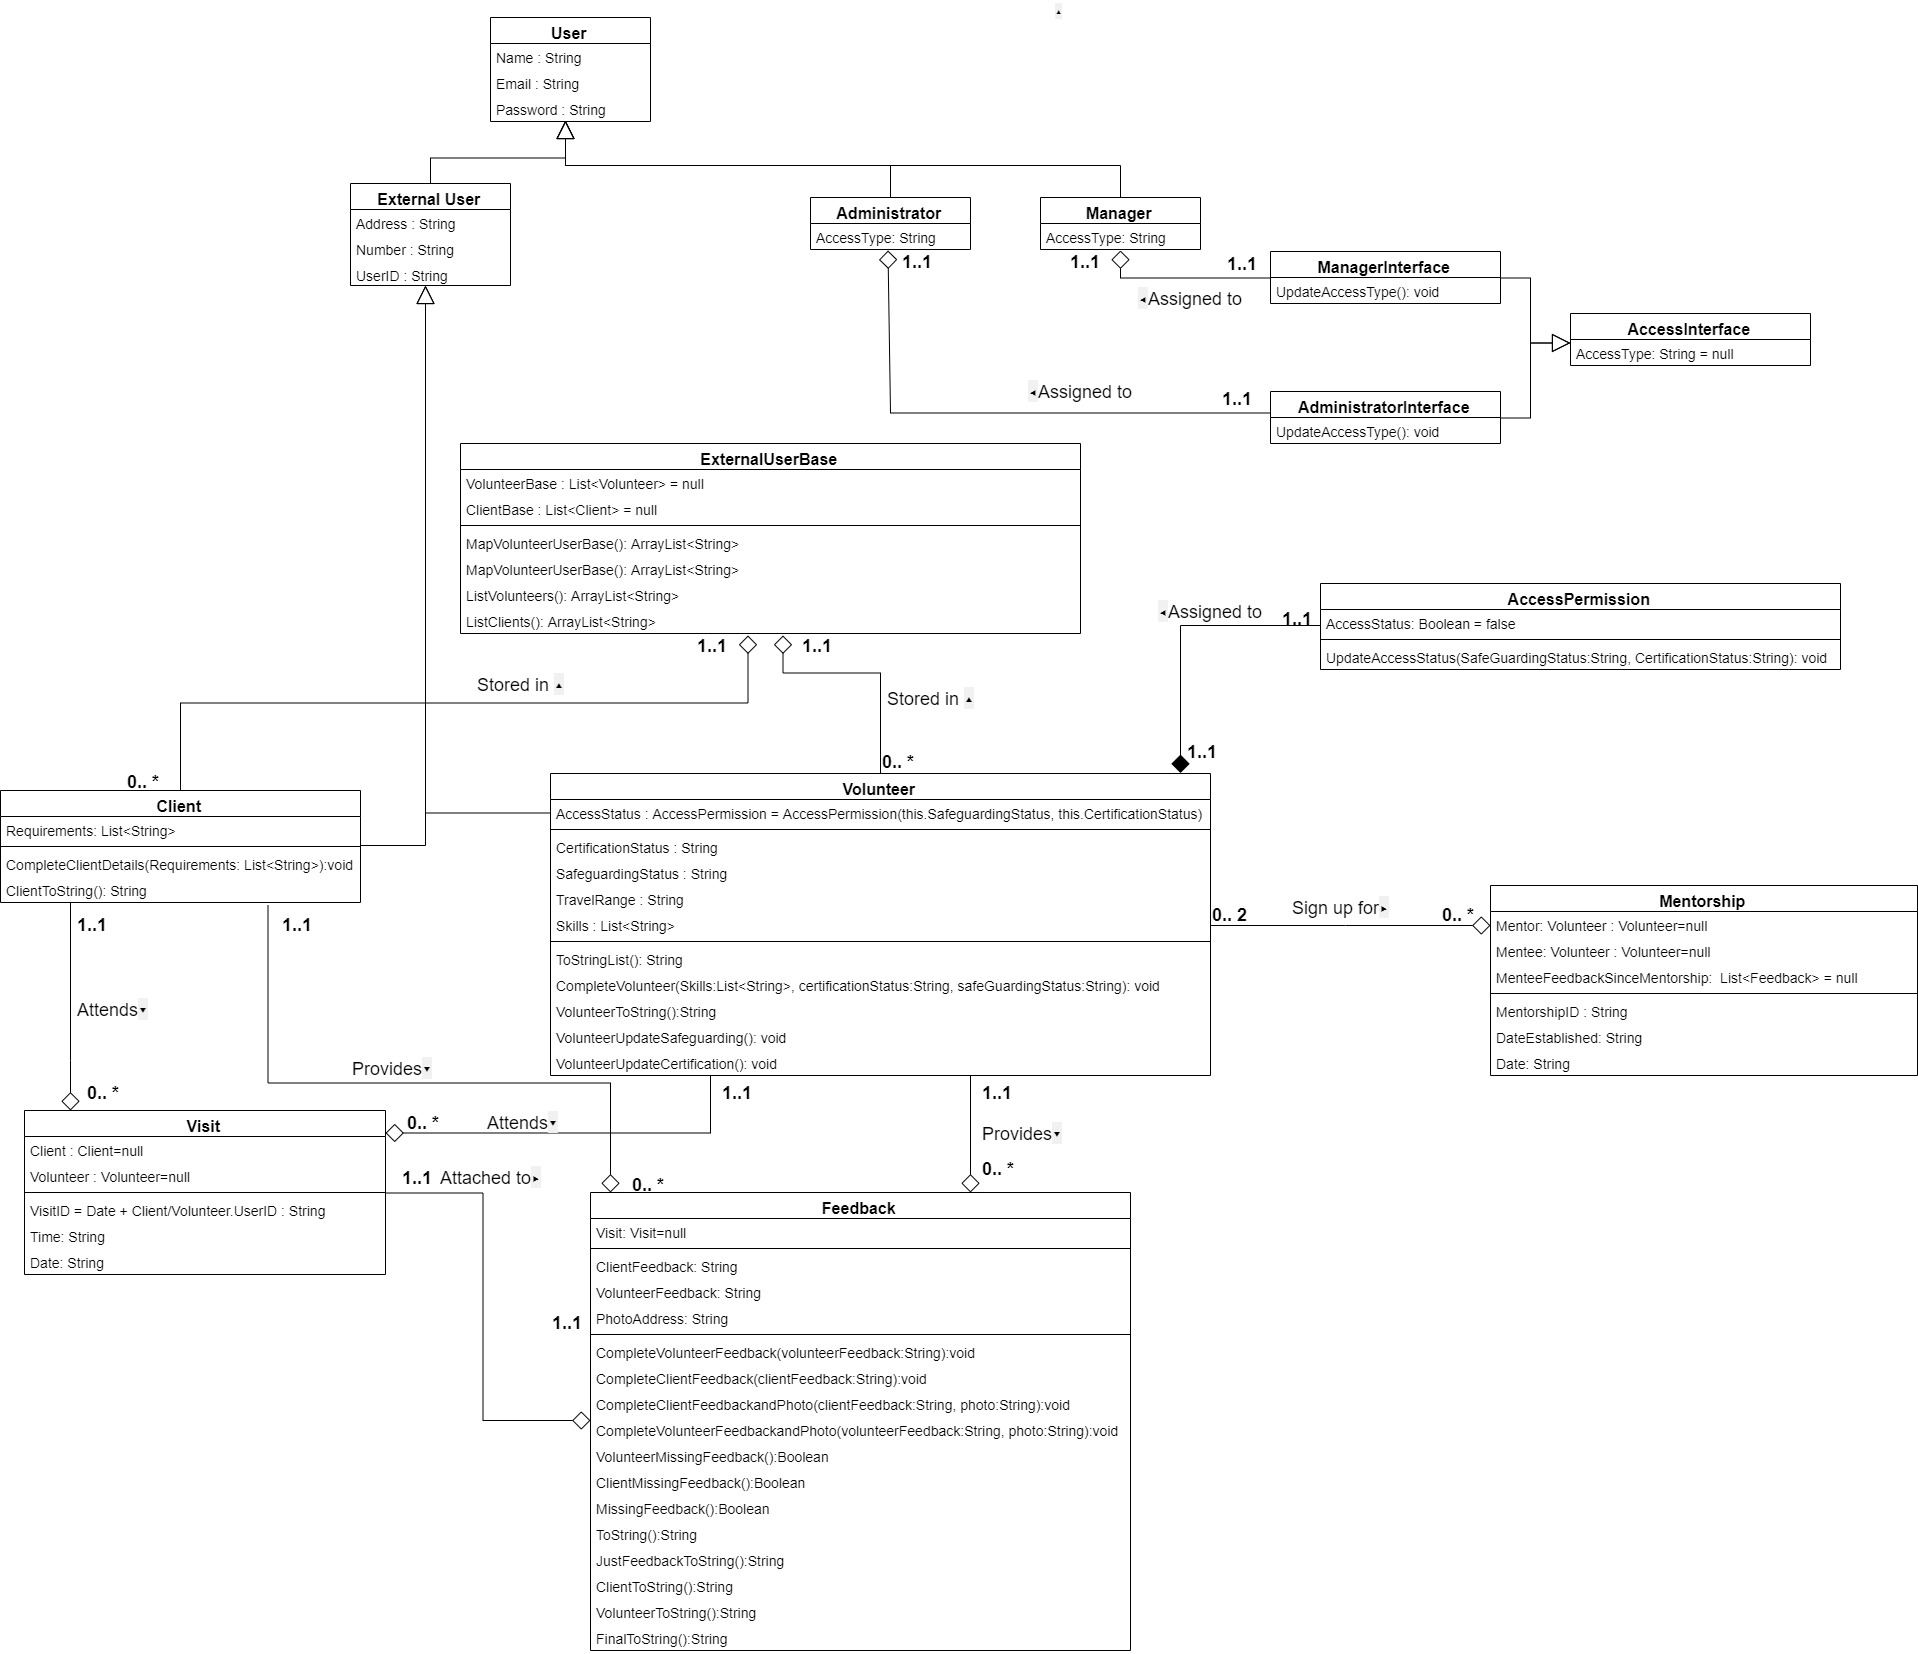 User
Name : String
Email : String
Password : String
External User
Address : String
Number : String
UserID : String
Administrator
AccessType: String
1..1
Manager
AccessType: String
1..1
1..1
◂Assigned to
ManagerInterface
UpdateAccessType(): void
AccessInterface
AccessType: String = null
◂Assigned to
1..1
AdministratorInterface
UpdateAccessType(): void
ExternalUserBase
VolunteerBase : List<Volunteer> = null
ClientBase : List<Client> = null
MapVolunteerUserBase(): ArrayList<String>
MapVolunteerUserBase(): ArrayList<String>
ListVolunteers(): ArrayList<String>
ListClients(): ArrayList<String>
1..1
1..1
Stored in ▴
Stored in ▴
◂Assigned to
1..1
AccessPermission
AccessStatus: Boolean = false
UpdateAccessStatus(SafeGuardingStatus:String, CertificationStatus:String): void
1..1
0.. *
0.. *
Client
Requirements: List<String>
CompleteClientDetails(Requirements: List<String>):void
ClientToString(): String
1..1
1..1
Volunteer
AccessStatus : AccessPermission = AccessPermission(this.SafeguardingStatus, this.CertificationStatus)
CertificationStatus : String
SafeguardingStatus : String
TravelRange : String
Skills : List<String>
ToStringList(): String
CompleteVolunteer(Skills:List<String>, certificationStatus:String, safeGuardingStatus:String): void
VolunteerToString():String
VolunteerUpdateSafeguarding(): void
VolunteerUpdateCertification(): void
0.. 2
Sign up for▸
0.. *
Mentorship
Mentor: Volunteer : Volunteer=null
Mentee: Volunteer : Volunteer=null
MenteeFeedbackSinceMentorship: List<Feedback> = null
MentorshipID : String
DateEstablished: String
Date: String
Attends▾
Provides▾
0.. *
1..1
1..1
0.. *
Attends▾
Provides▾
Visit
Client : Client=null
Volunteer : Volunteer=null
VisitID = Date + Client/Volunteer.UserID : String
Time: String
Date: String
1..1 Attached to▸
0.. *
0.. *
1..1
Feedback
Visit: Visit=null
ClientFeedback: String
VolunteerFeedback: String
PhotoAddress: String
CompleteVolunteerFeedback(volunteerFeedback:String):void
CompleteClientFeedback(clientFeedback:String):void
CompleteClientFeedbackandPhoto(clientFeedback:String, photo:String):void
CompleteVolunteerFeedbackandPhoto(volunteerFeedback:String, photo:String):void
VolunteerMissingFeedback():Boolean
ClientMissingFeedback():Boolean
MissingFeedback():Boolean
ToString():String
JustFeedbackToString():String
ClientToString():String
VolunteerToString():String
FinalToString():String